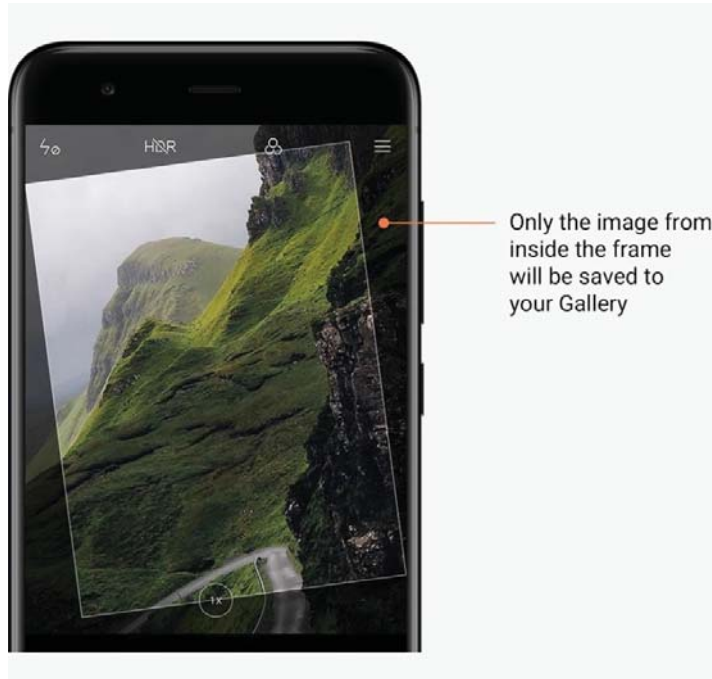 HDR
1X
Only the image from
inside the frame
will be saved to
your Gallery